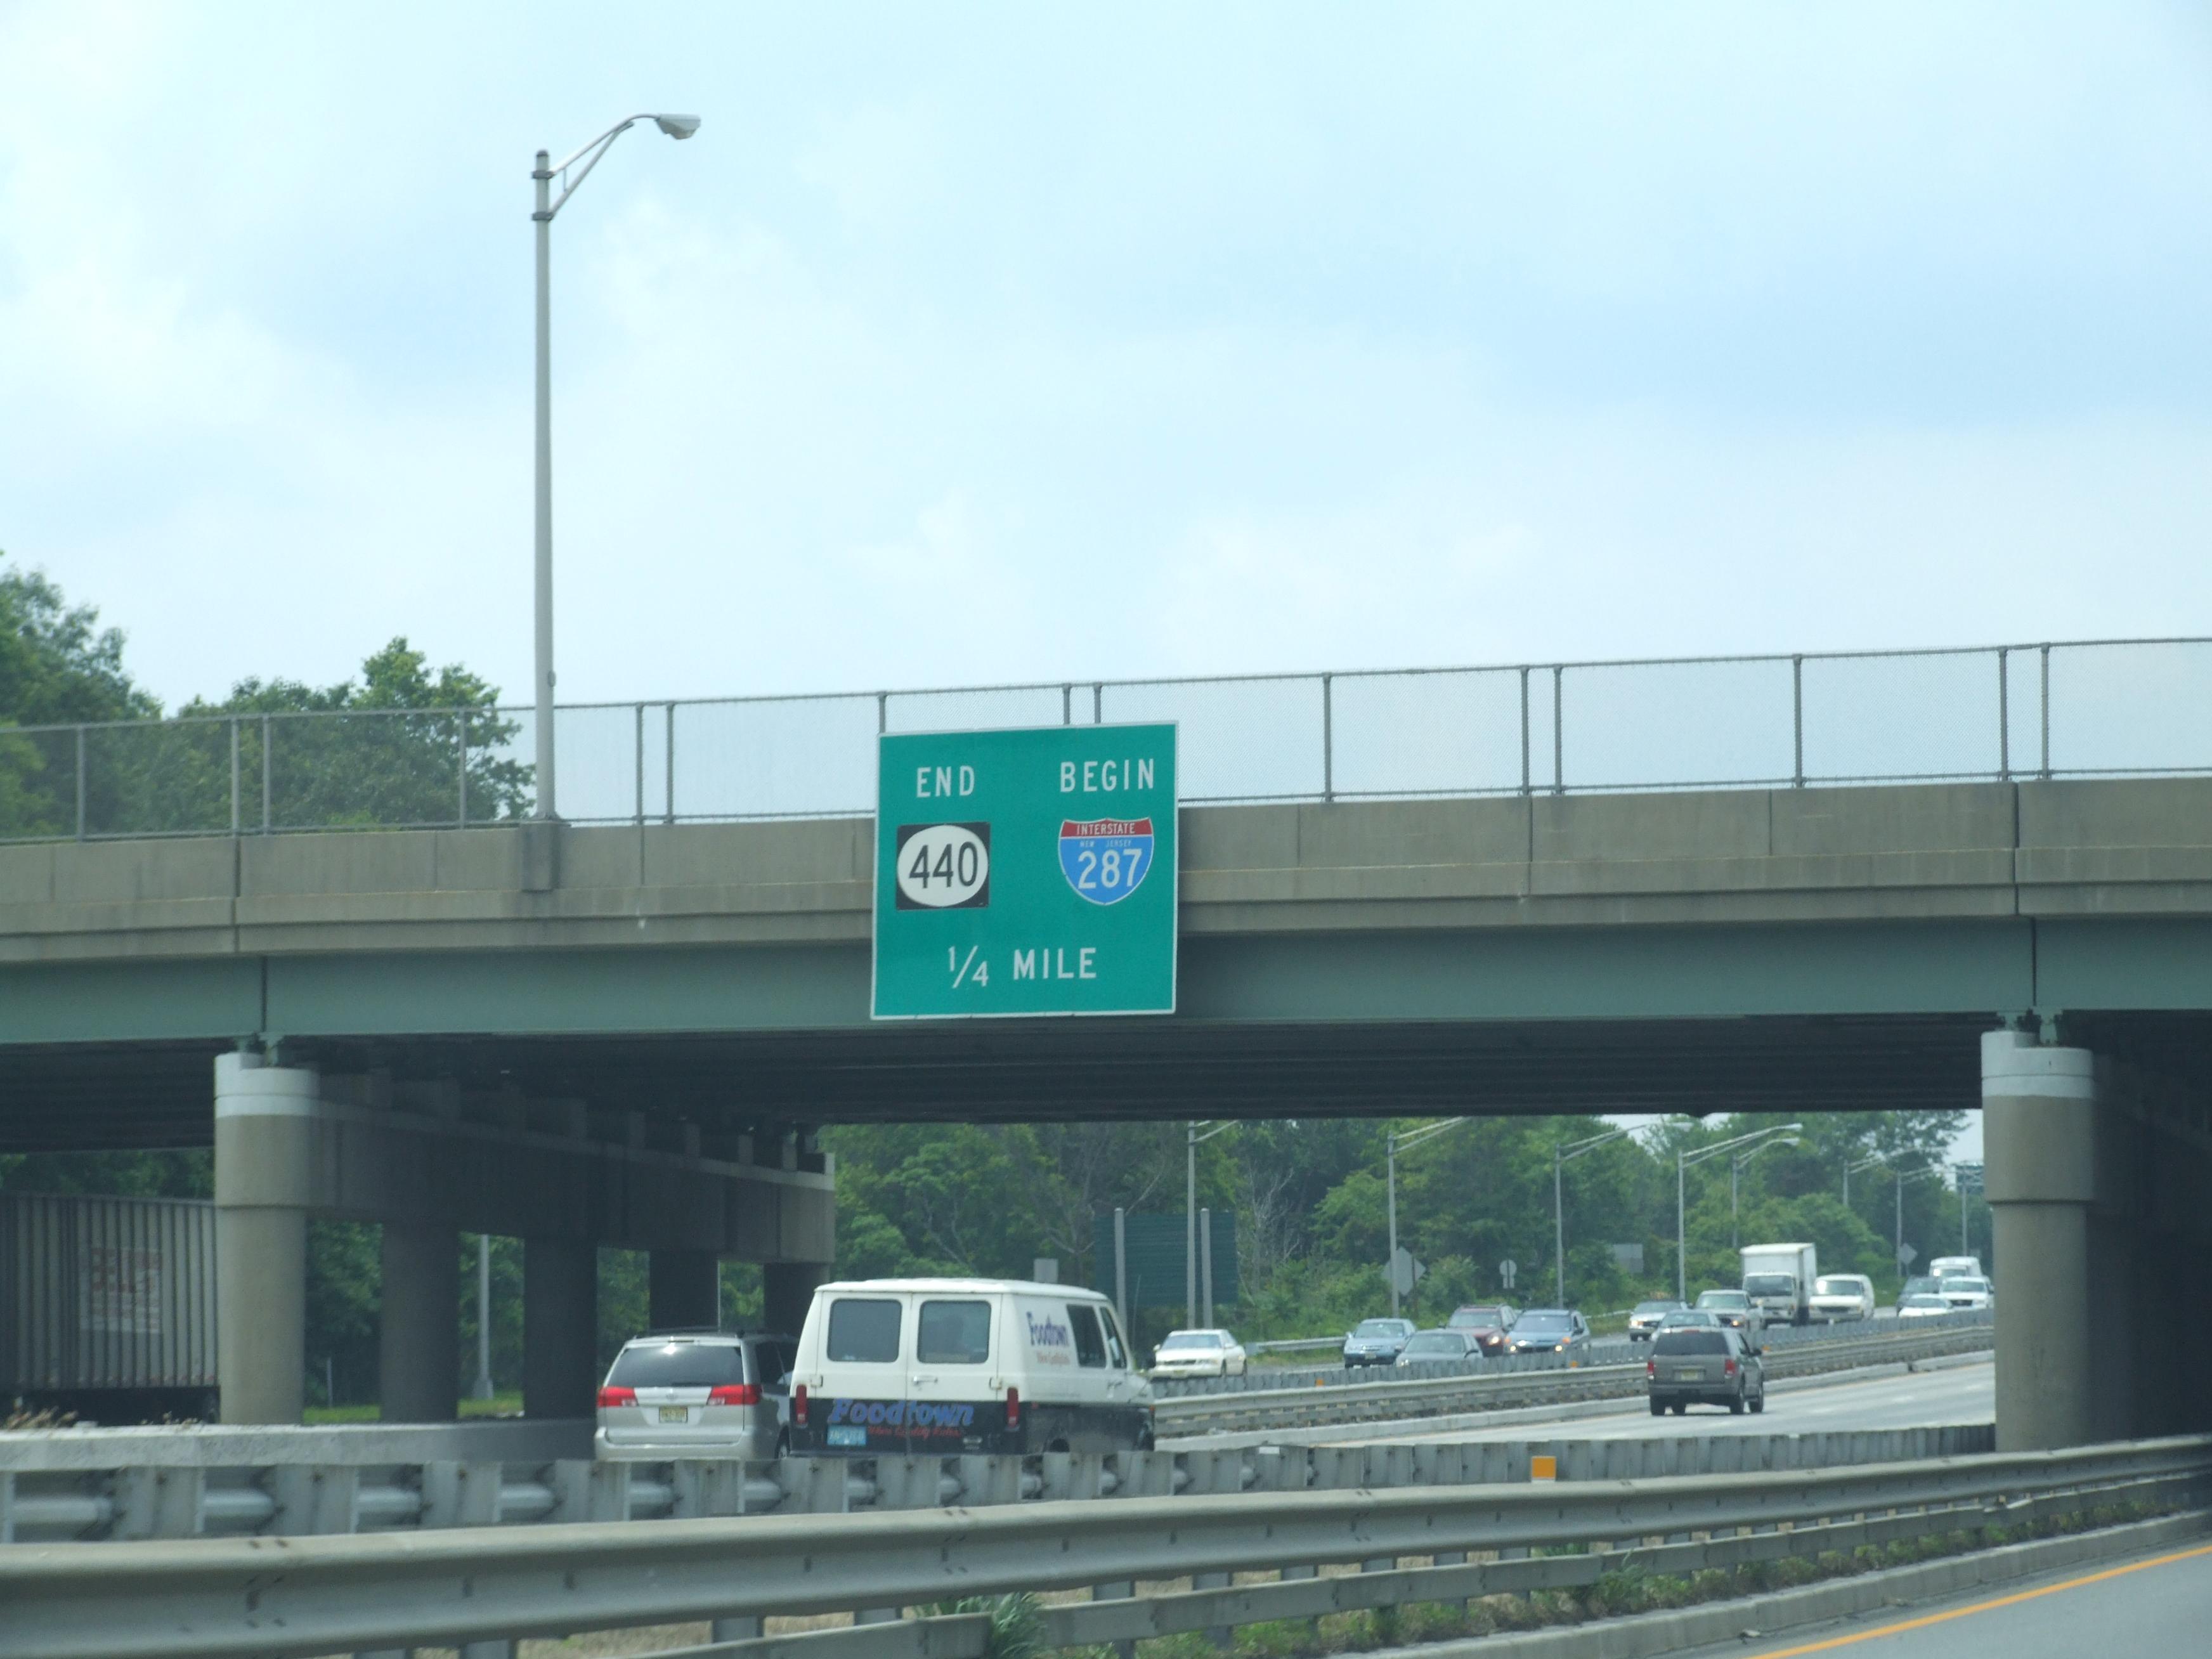 END BEGIN
INTERSTATE
NEW JERSEY
440 287
1/4 MILE
Foodtown
Foodtown